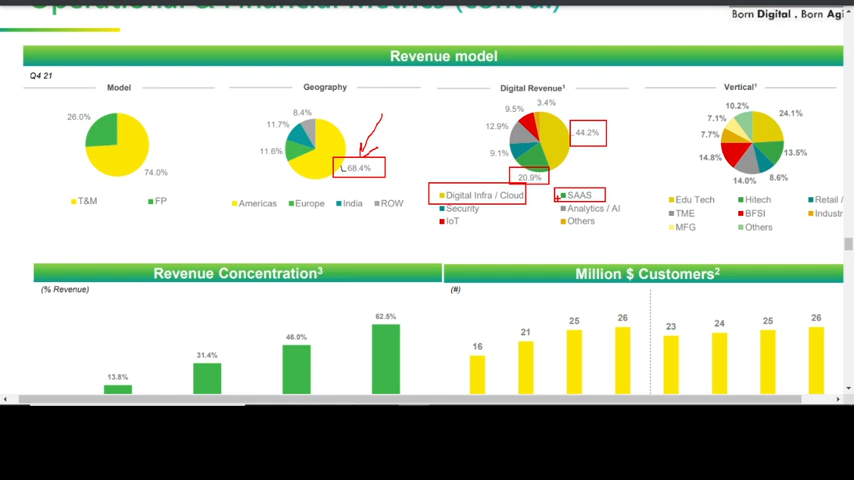 Operational & Financial Metrics (cont'd.)
Born Digital . Born Agi
Revenue model
Q4 21
Model
26.0%
74.0%
T&M FP
Geography
8.4%
11.7%
11.6%
68.4%
Americas Europe India ROW
Digital Revenue1
3.4%
9.5%
12.9%
9.1%
44.2%
20.9%
Digital Infra / Cloud SAAS
Security Analytics / AI
IoT Others
Vertical1
10.2%
7.1%
7.7%
14.8%
14.0%
8.6%
13.5%
24.1%
Edu Tech Hitech Retail /
TME BFSI Industr
MFG Others
Revenue Concentration3
(% Revenue)
13.8%
31.4%
46.0%
62.5%
Million $ Customers2
(#)
16 21 25 26 23 24 25 26